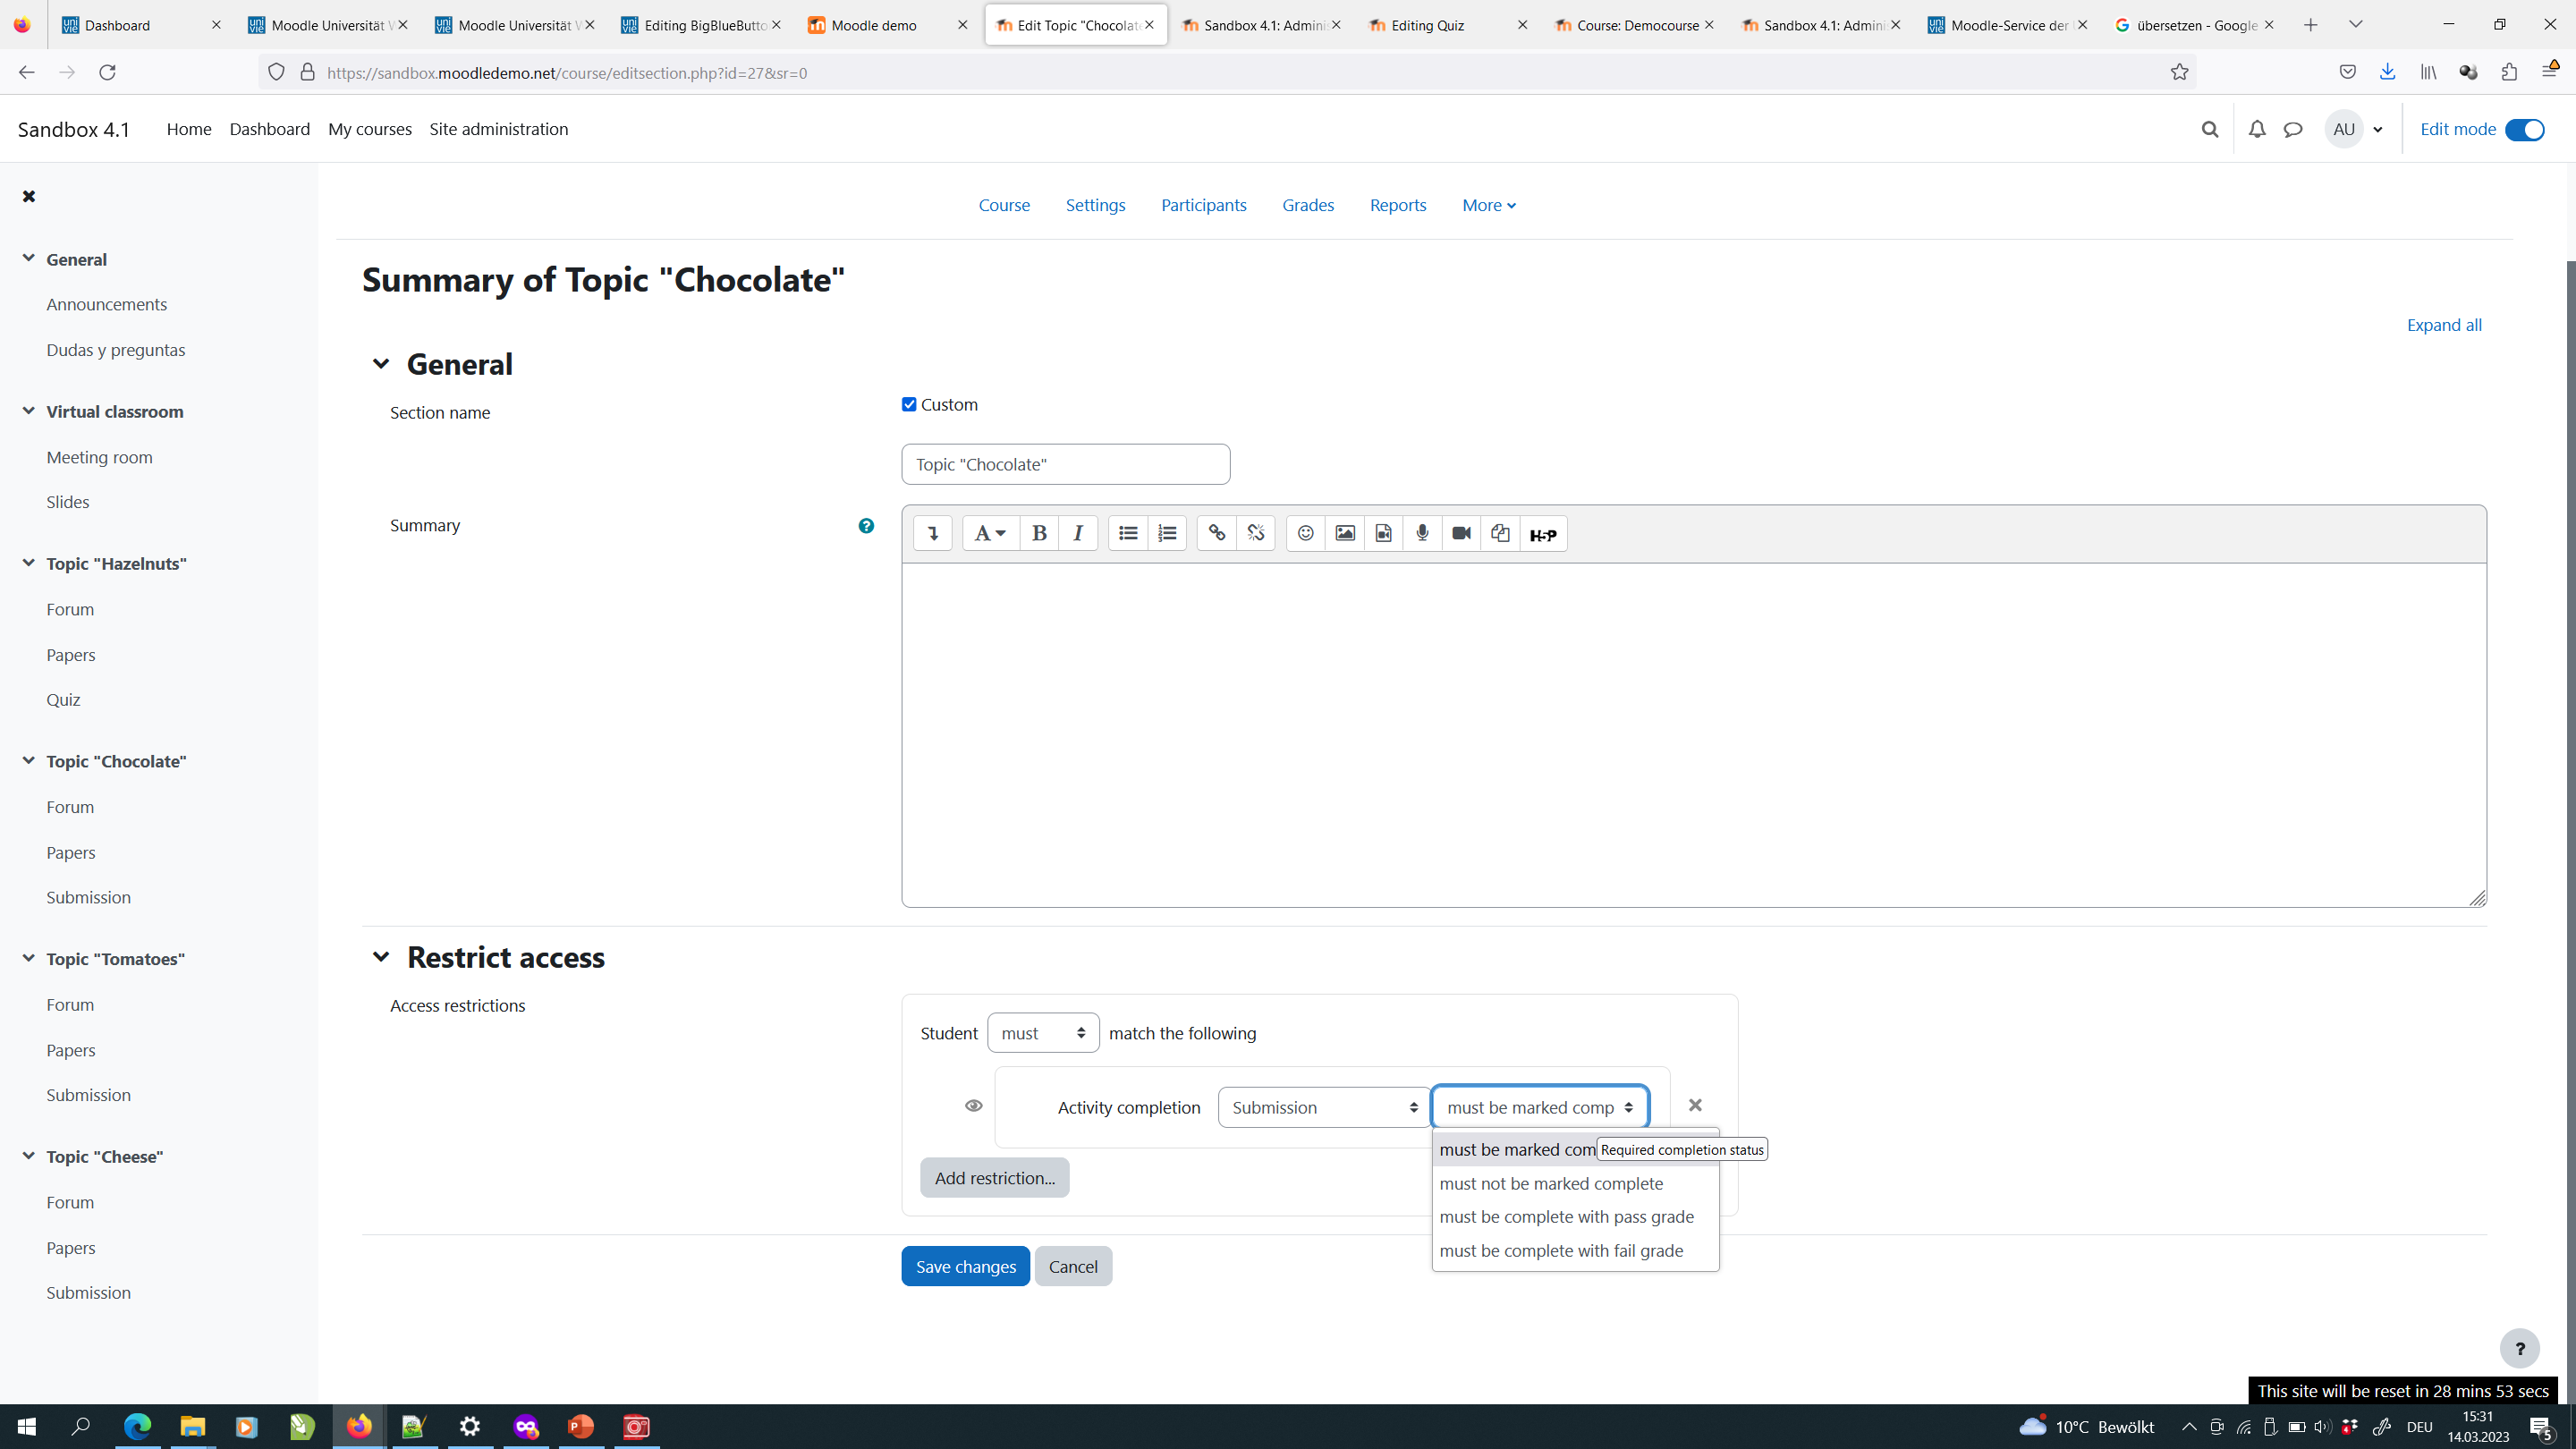 Dashboard
Moodle Universität W
Moodle Universität W
Editing BigBlueButto
Moodle demo
Edit Topic "Chocolate
Sandbox 4.1: Adminis
Editing Quiz
Course: Democourse
Sandbox 4.1: Adminis
Moodle-Service der
übersetzen - Google
https://sandbox.moodledemo.net/course/editsection.php?id=27&sr=0
Sandbox 4.1
Home
Dashboard
My courses
Site administration
AU
Edit mode
Course
Settings
Participants
Grades
Reports
More
General
Announcements
Dudas y preguntas
Virtual classroom
Meeting room
Slides
Topic "Hazelnuts"
Forum
Papers
Quiz
Topic "Chocolate"
Forum
Papers
Submission
Topic "Tomatoes"
Forum
Papers
Submission
Topic "Cheese"
Forum
Papers
Submission
Summary of Topic "Chocolate"
Expand all
General
Section name
Custom
Topic "Chocolate"
Summary
?
A
B
I
H5P
Restrict access
Access restrictions
Student must match the following
Activity completion
Submission
must be marked comp
must be marked com
Required completion status
must not be marked complete
must be complete with pass grade
must be complete with fail grade
Add restriction...
Save changes
Cancel
?
This site will be reset in 28 mins 53 secs
10°C Bewölkt
DEU
15:31
14.03.2023
5